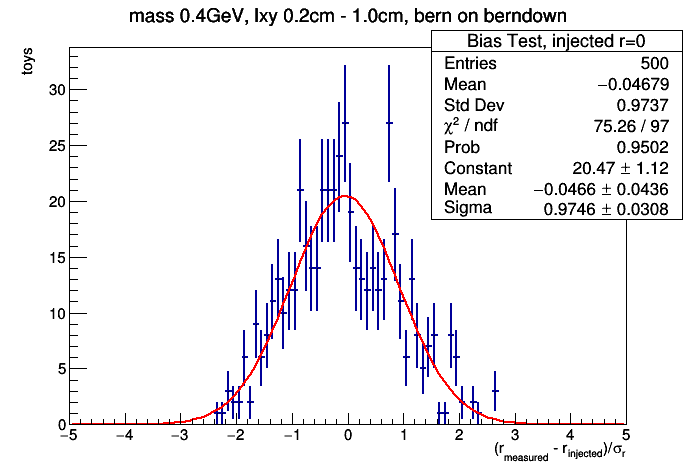 mass 0.4GeV, lxy 0.2cm - 1.0cm, bern on berndown
toys
Bias Test, injected r=0
Entries 500
Mean −0.04679
Std Dev 0.9737
χ² / ndf 75.26 / 97
Prob 0.9502
Constant 20.47 ± 1.12
Mean −0.0466 ± 0.0436
Sigma 0.9746 ± 0.0308
30
25
20
15
10
5
0
−5 −4 −3 −2 −1 0 1 2 3 4 5
(r_measured - r_injected)/σ_r